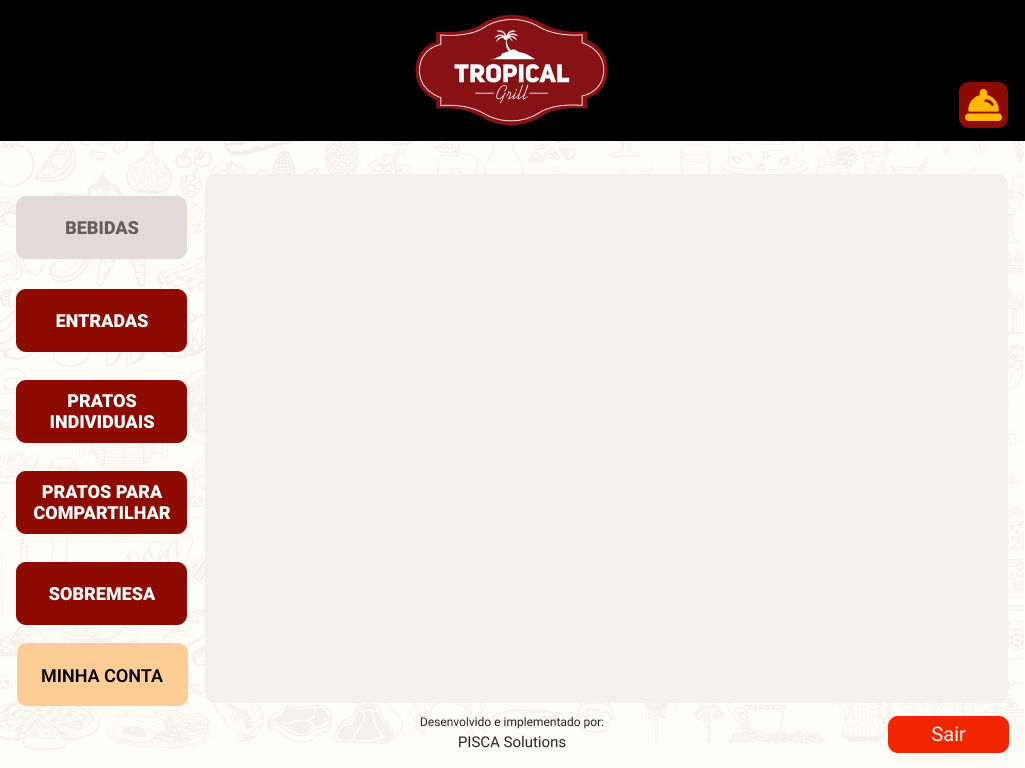 TROPICAL
Grill
BEBIDAS
ENTRADAS
PRATOS
INDIVIDUAIS
PRATOS PARA
COMPARTILHAR
SOBREMESA
MINHA CONTA
Desenvolvido e implementado por:
PISCA Solutions
Sair